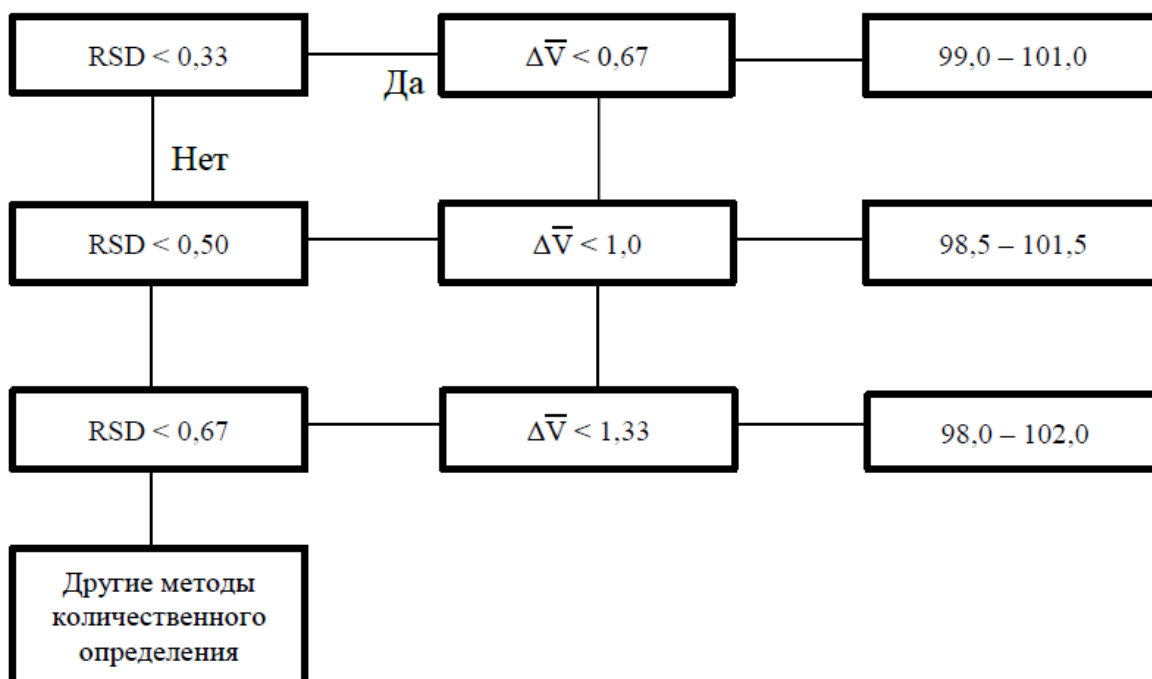 RSD < 0,33
Да
ΔV̅ < 0,67
99,0 – 101,0
Нет
RSD < 0,50
ΔV̅ < 1,0
98,5 – 101,5
RSD < 0,67
ΔV̅ < 1,33
98,0 – 102,0
Другие методы
количественного
определения